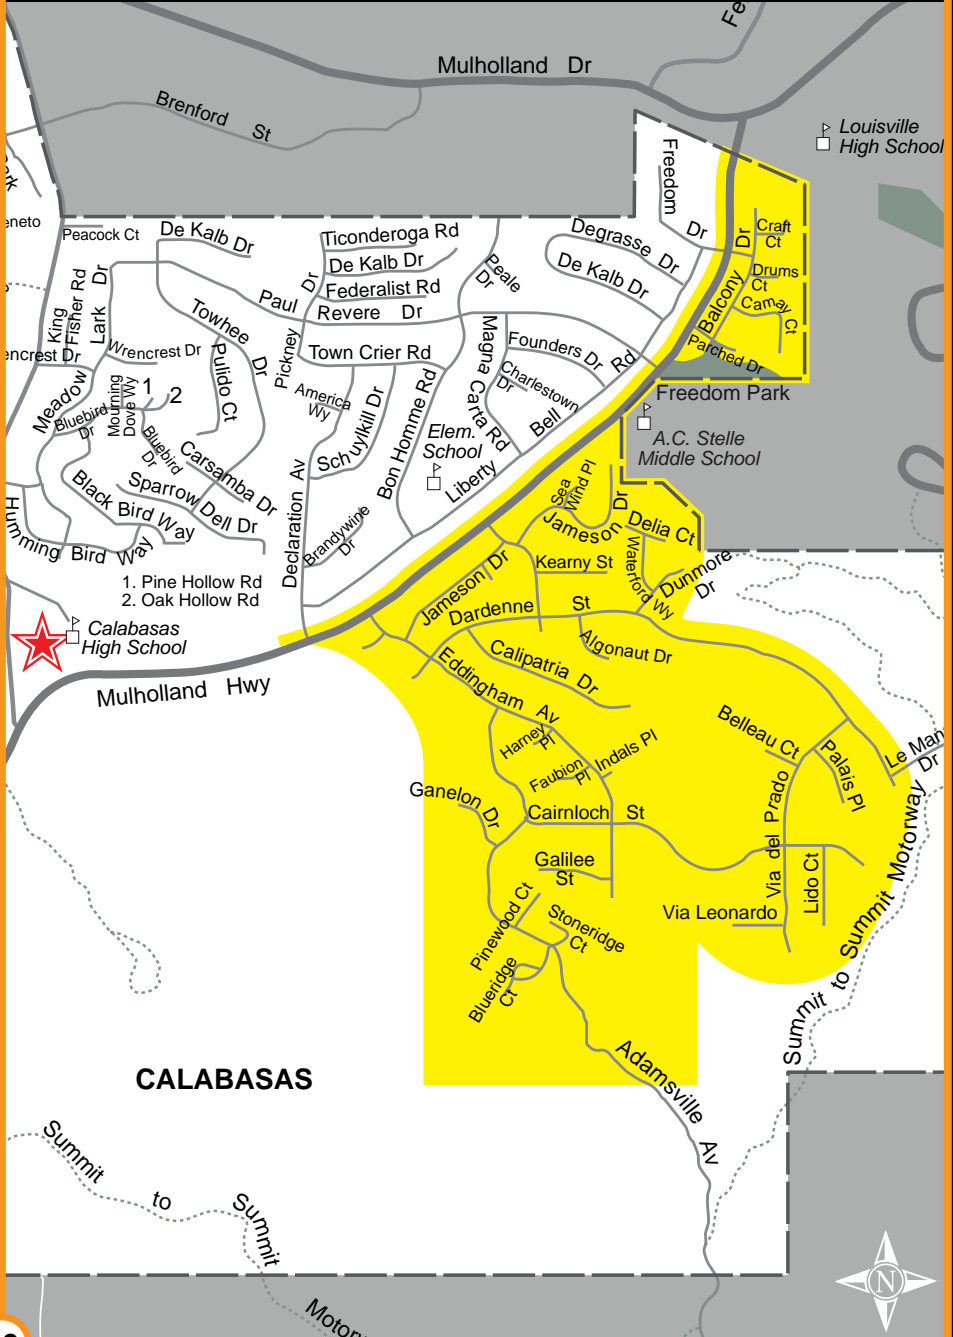 Mulholland Dr
Brenford St
Louisville
High School
Freedom Dr
Peacock Ct
De Kalb Dr
Ticonderoga Rd
De Kalb Dr
Federalist Rd
Paul Revere Dr
Peale
Dr
Degrasse Dr
De Kalb Dr
Craft
Ct
Drums
Ct
Camay Ct
Balcony Dr
Parched Dr
Freedom Park
A.C. Stelle
Middle School
King
Fisher Rd
Lark Dr
Towhee Dr
Pickney Dr
Town Crier Rd
Magna Carta Rd
Founders Dr
Charlestown
Dr
Liberty Bell Rd
Wrencrest Dr
Pulido Ct
America
Wy
Meadow
Bluebird
Dr
Mourning
Dove Wy
1
2
Bluebird
Dr
Carsamba Dr
Schuylkill Dr
Bon Homme Rd
Elem.
School
Sparrow Dell Dr
Black Bird Way
Humming Bird Way
Declaration Av
Brandywine
Dr
1. Pine Hollow Rd
2. Oak Hollow Rd
Calabasas
High School
Mulholland Hwy
Sea
Wind Pl
Jameson Dr
Delia Ct
Kearny St
Waterford Wy
Dunmore
Dr
Jameson Dr
Dardenne St
Algonaut Dr
Calipatria Dr
Eddingham Av
Harney
Pl
Faubion
Pl
Indals Pl
Belleau Ct
Palais Pl
Dr
Ganelon Dr
Cairnloch St
Via del Prado
Galilee
St
Lido Ct
Via Leonardo
Pinewood Ct
Stoneridge
Ct
Blueridge
Ct
Summit to Summit Motorway
Adamsville Av
CALABASAS
Summit to Summit
N